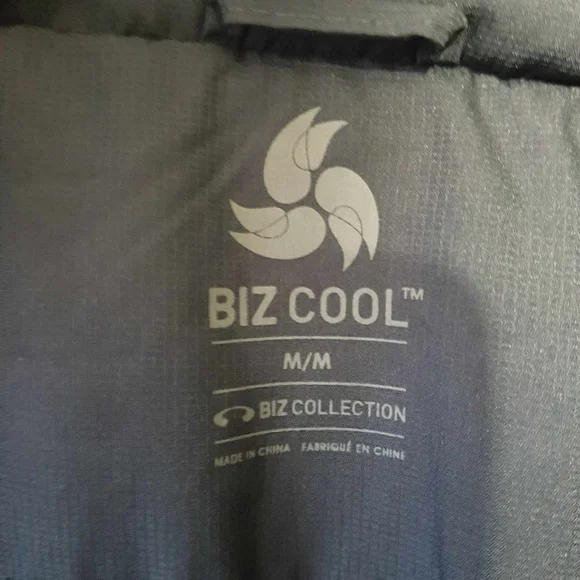 BIZ COOL™
M/M
BIZ COLLECTION
MADE IN CHINA FABRIQUÉ EN CHINE